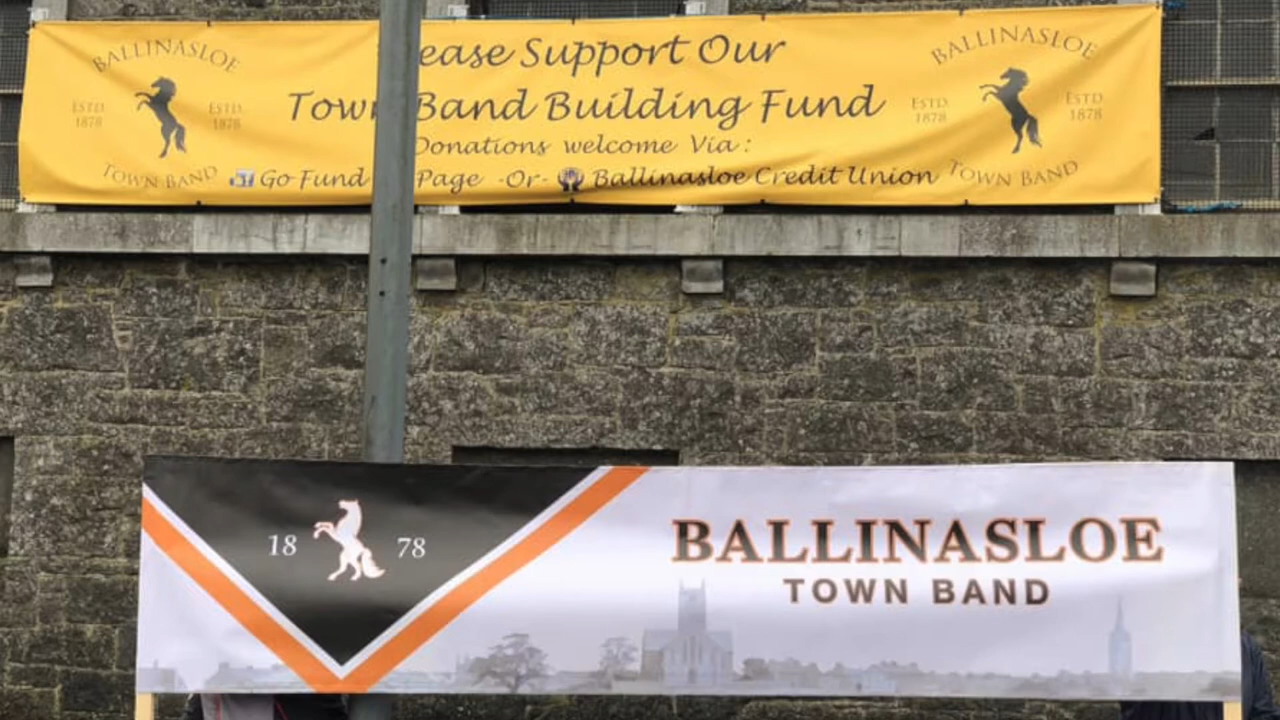 BALLINASLOE
ESTD. 1878
ESTD. 1878
TOWN BAND
ease Support Our
Town Band Building Fund
Donations welcome Via :
Go Fund Page -Or- Ballinasloe Credit Union
BALLINASLOE
ESTD 1878
ESTD 1878
TOWN BAND
18 78
BALLINASLOE
TOWN BAND